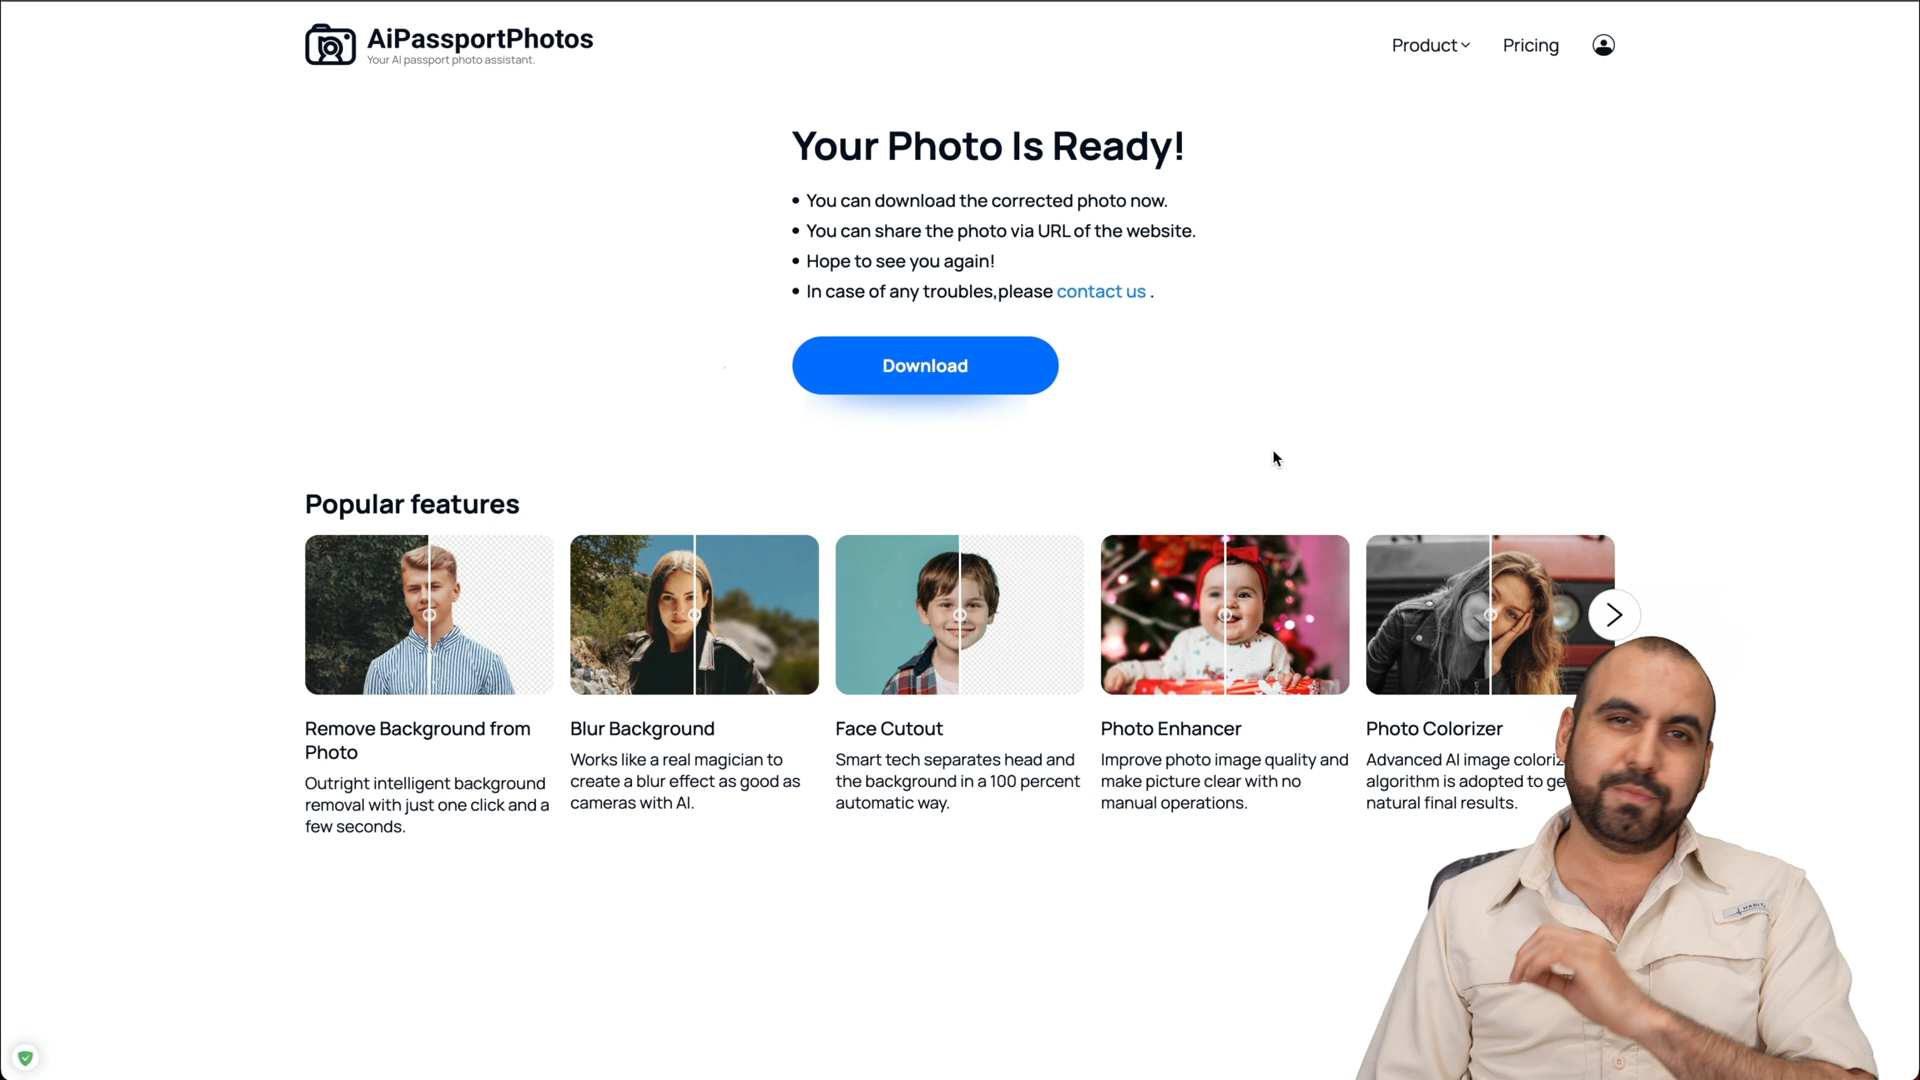 AiPassportPhotos
Your AI passport photo assistant.
Product
Pricing
Your Photo Is Ready!
• You can download the corrected photo now.
• You can share the photo via URL of the website.
• Hope to see you again!
• In case of any troubles,please contact us .
Download
Popular features
Remove Background from
Photo
Outright intelligent background
removal with just one click and a
few seconds.
Blur Background
Works like a real magician to
create a blur effect as good as
cameras with AI.
Face Cutout
Smart tech separates head and
the background in a 100 percent
automatic way.
Photo Enhancer
Improve photo image quality and
make picture clear with no
manual operations.
Photo Colorizer
Advanced AI image coloriz
algorithm is adopted to ge
natural final results.